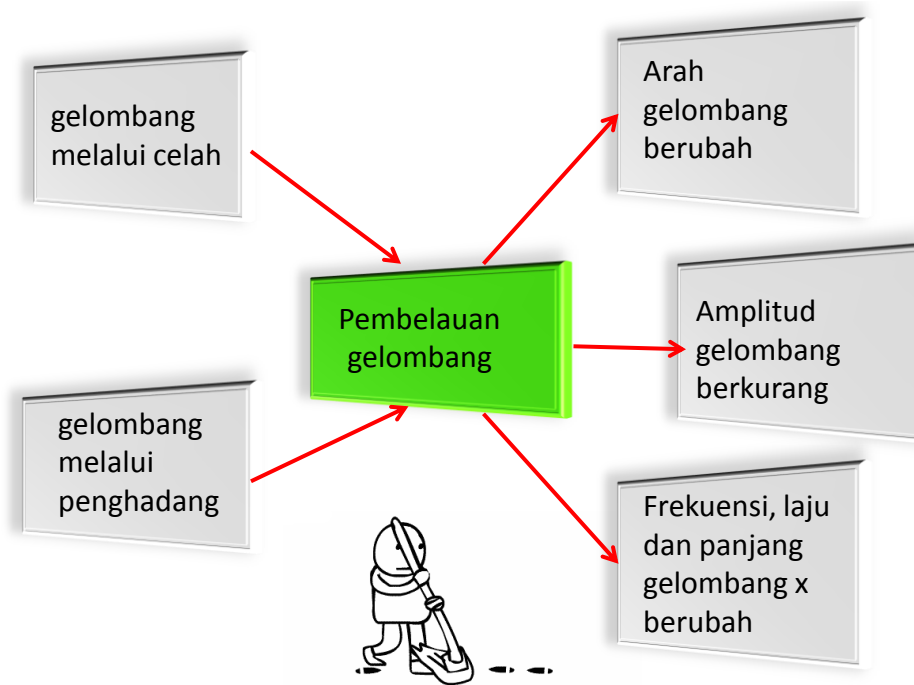 gelombang
melalui celah
gelombang
melalui
penghadang
Pembelauan
gelombang
Arah
gelombang
berubah
Amplitud
gelombang
berkurang
Frekuensi, laju
dan panjang
gelombang x
berubah